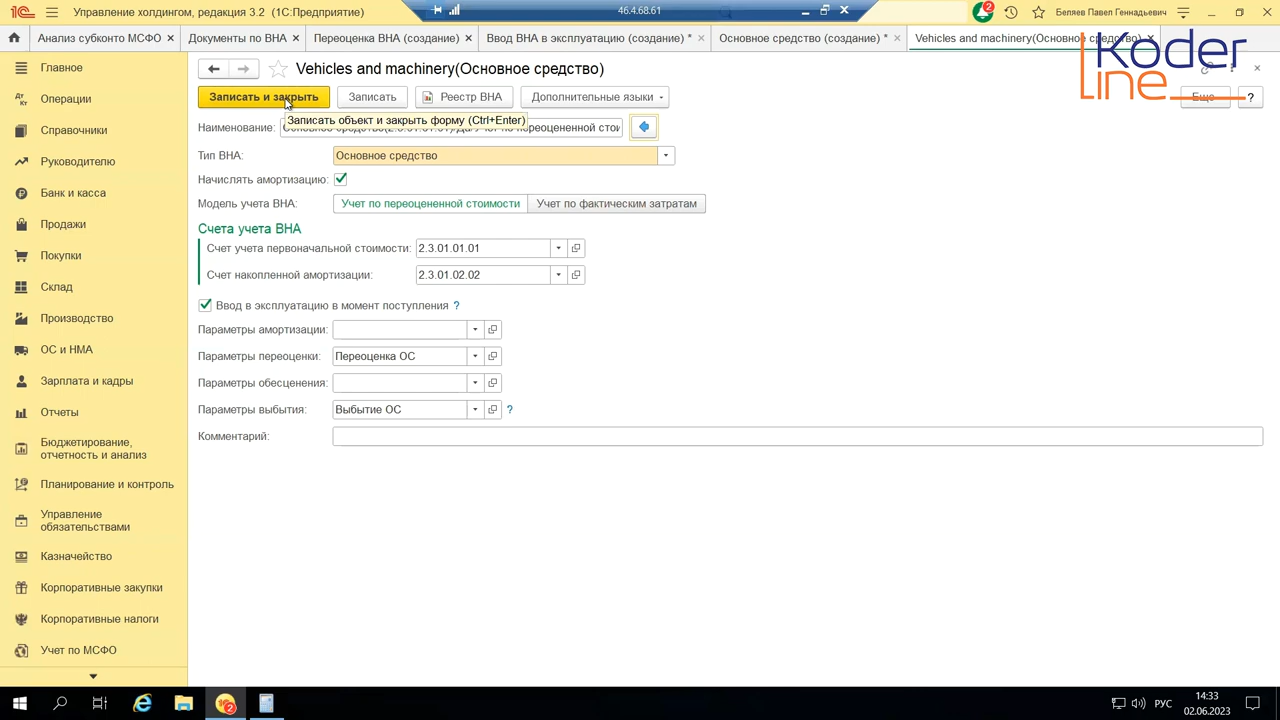 Управление холдингом, редакция 3.2 (1С:Предприятие)
46.4.68.61
2
Беляев Павел Геннадьевич
Анализ субконто МСФО ×
Документы по ВНА ×
Переоценка ВНА (создание) ×
Ввод ВНА в эксплуатацию (создание) * ×
Основное средство (создание) * ×
Vehicles and machinery(Основное средство) ×
Koder
Line
Главное
Операции
Справочники
Руководителю
Банк и касса
Продажи
Покупки
Склад
Производство
ОС и НМА
Зарплата и кадры
Отчеты
Бюджетирование,
отчетность и анализ
Планирование и контроль
Управление
обязательствами
Казначейство
Корпоративные закупки
Корпоративные налоги
Учет по МСФО
Vehicles and machinery(Основное средство)
Записать и закрыть
Записать
Реестр ВНА
Дополнительные языки
Еще
?
Записать объект и закрыть форму (Ctrl+Enter)
Наименование:
переоцененной
Тип ВНА: Основное средство
Начислять амортизацию:
Модель учета ВНА: Учет по переоцененной стоимости Учет по фактическим затратам
Счета учета ВНА
Счет учета первоначальной стоимости: 2.3.01.01.01
Счет накопленной амортизации: 2.3.01.02.02
Ввод в эксплуатацию в момент поступления ?
Параметры амортизации:
Параметры переоценки: Переоценка ОС
Параметры обесценения:
Параметры выбытия: Выбытие ОС ?
Комментарий:
2
РУС
14:33
02.06.2023